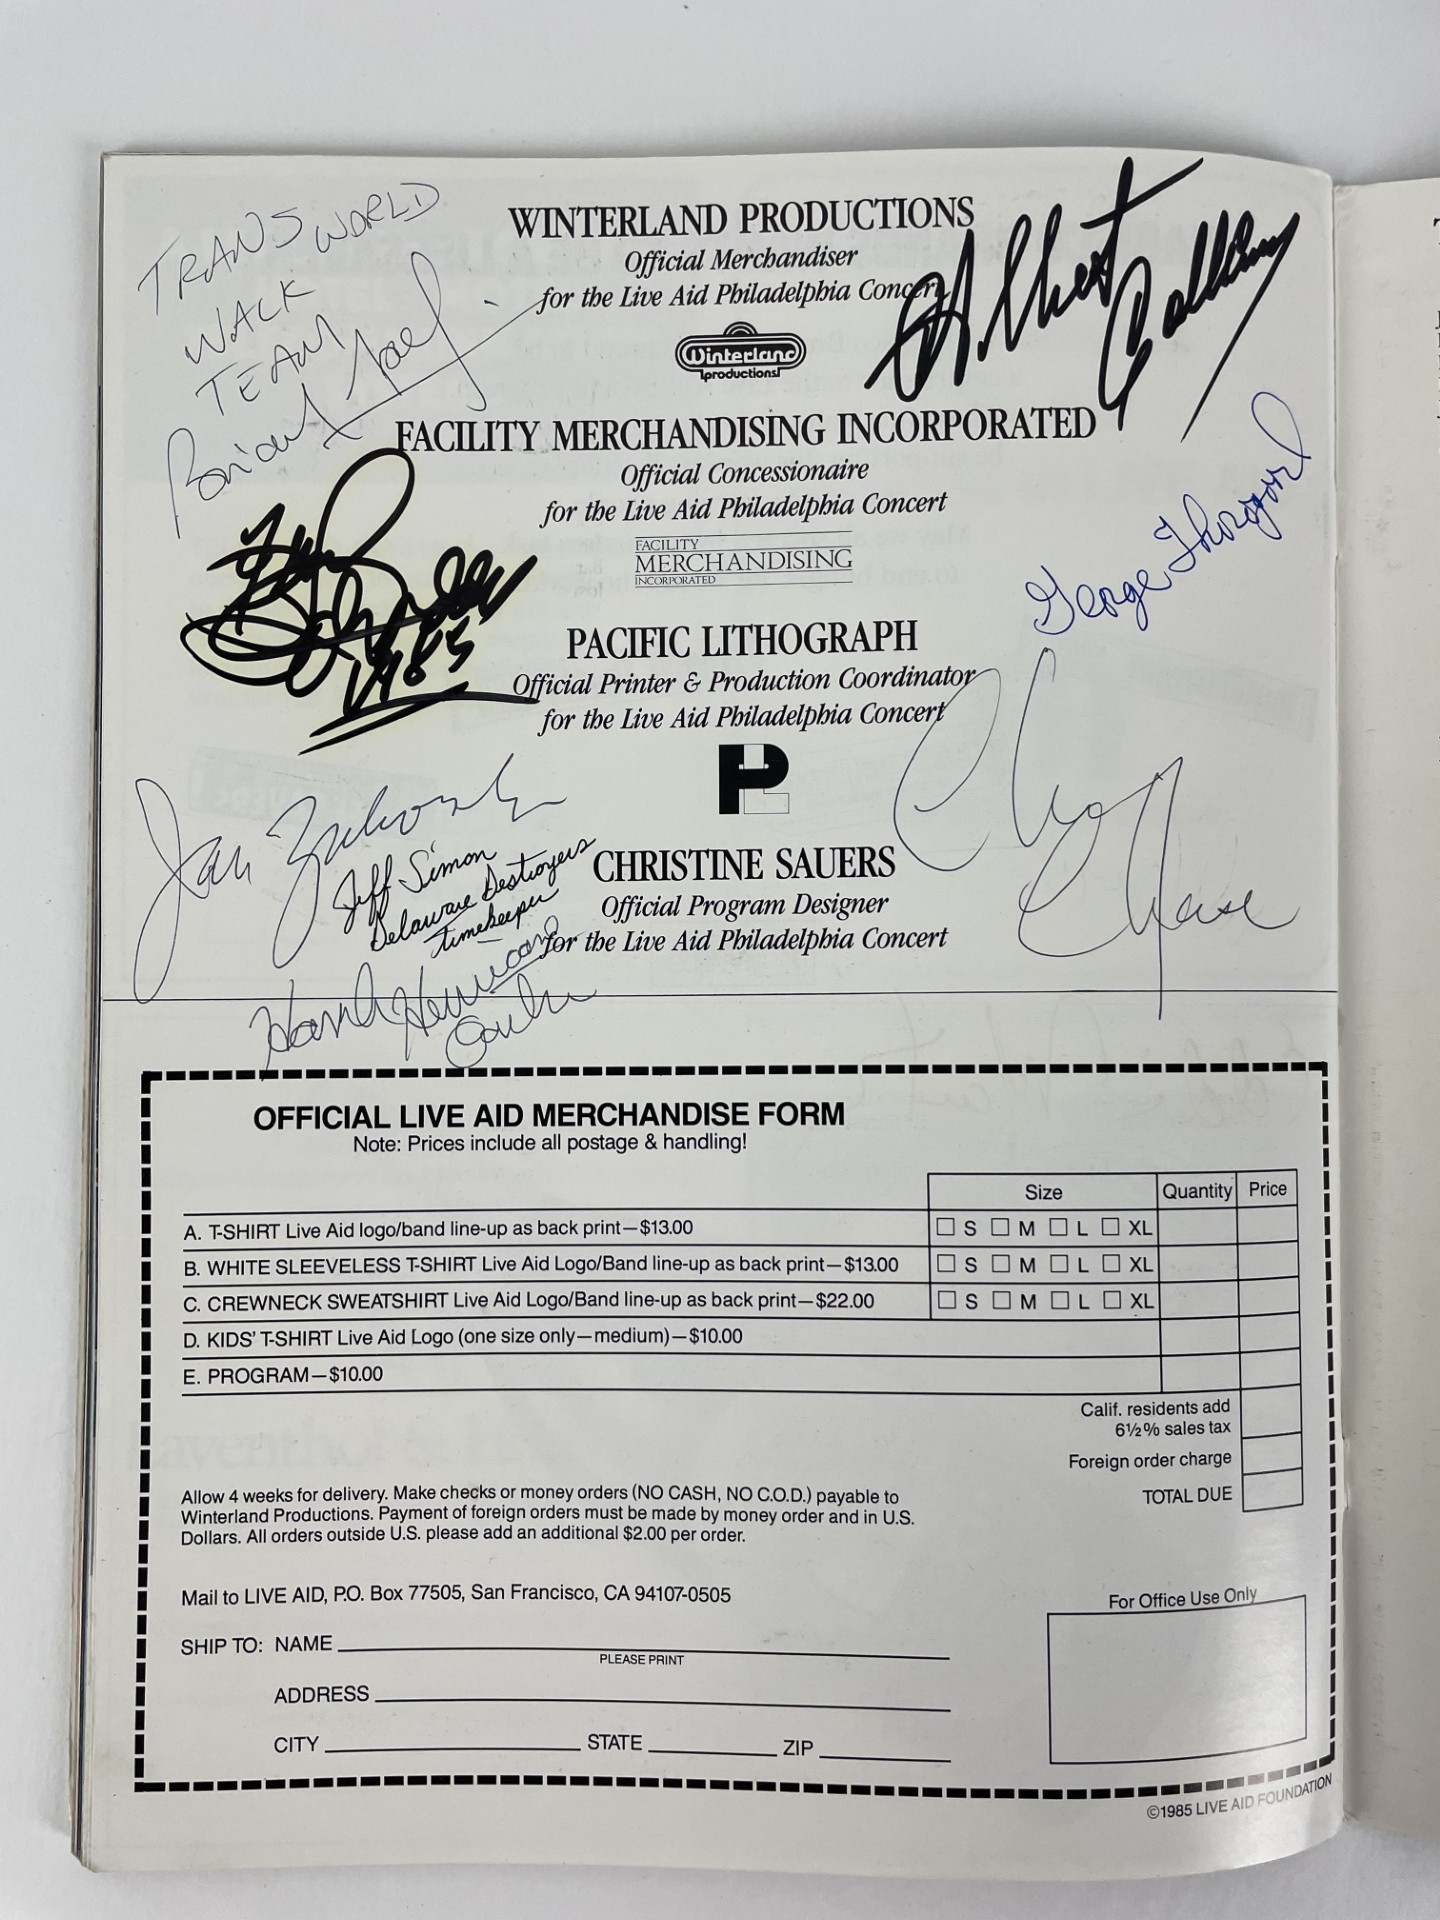 TRANS WORLD
WALK
TEAM
WINTERLAND PRODUCTIONS
Official Merchandiser
for the Live Aid Philadelphia Concert
Winterland
productions
Albert Collins
FACILITY MERCHANDISING INCORPORATED
Official Concessionaire
for the Live Aid Philadelphia Concert
FACILITY
MERCHANDISING
INCORPORATED
George Thorogood
1985
PACIFIC LITHOGRAPH
Official Printer & Production Coordinator
for the Live Aid Philadelphia Concert
Jeff Simon
Delaware Destroyers
timekeeper
Chevy Chase
CHRISTINE SAUERS
Official Program Designer
for the Live Aid Philadelphia Concert
Hank
OFFICIAL LIVE AID MERCHANDISE FORM
Note: Prices include all postage & handling!
Size Quantity Price
A. T-SHIRT Live Aid logo/band line-up as back print—$13.00 S M L XL
B. WHITE SLEEVELESS T-SHIRT Live Aid Logo/Band line-up as back print—$13.00 S M L XL
C. CREWNECK SWEATSHIRT Live Aid Logo/Band line-up as back print—$22.00 S M L XL
D. KIDS' T-SHIRT Live Aid Logo (one size only—medium)—$10.00
E. PROGRAM—$10.00
Calif. residents add
6½% sales tax
Foreign order charge
TOTAL DUE
Allow 4 weeks for delivery. Make checks or money orders (NO CASH, NO C.O.D.) payable to
Winterland Productions. Payment of foreign orders must be made by money order and in U.S.
Dollars. All orders outside U.S. please add an additional $2.00 per order.
Mail to LIVE AID, P.O. Box 77505, San Francisco, CA 94107-0505
For Office Use Only
SHIP TO: NAME
PLEASE PRINT
ADDRESS
CITY STATE ZIP
©1985 LIVE AID FOUNDATION